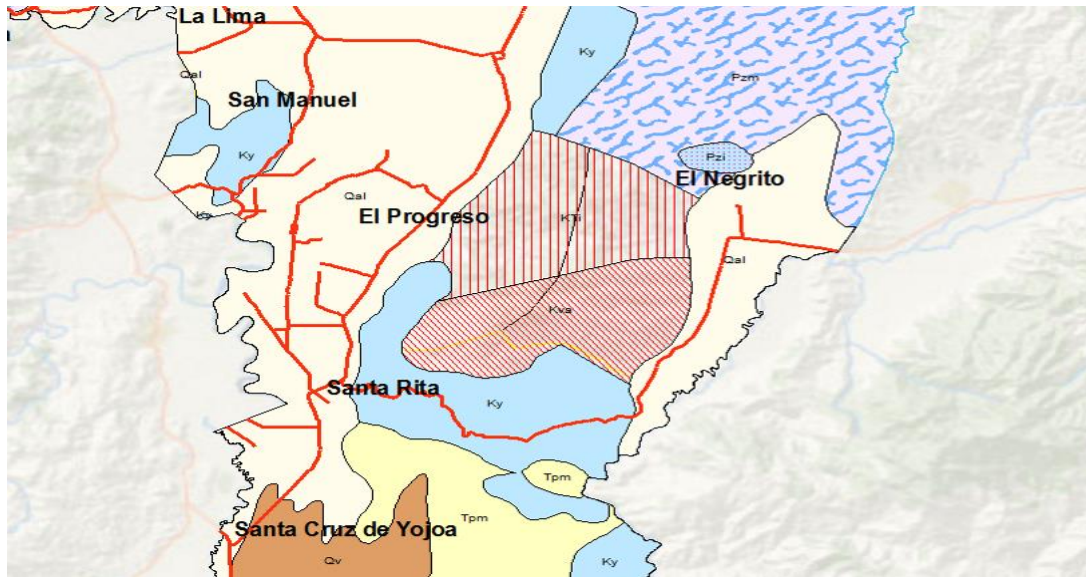 La Lima
Ky
Qal
Pzm
San Manuel
Ky
Pzi
El Negrito
Qal
El Progreso
Ky
KTi
Qal
Kva
Santa Rita
Ky
Tpm
Santa Cruz de Yojoa
Tpm
Qv
Ky